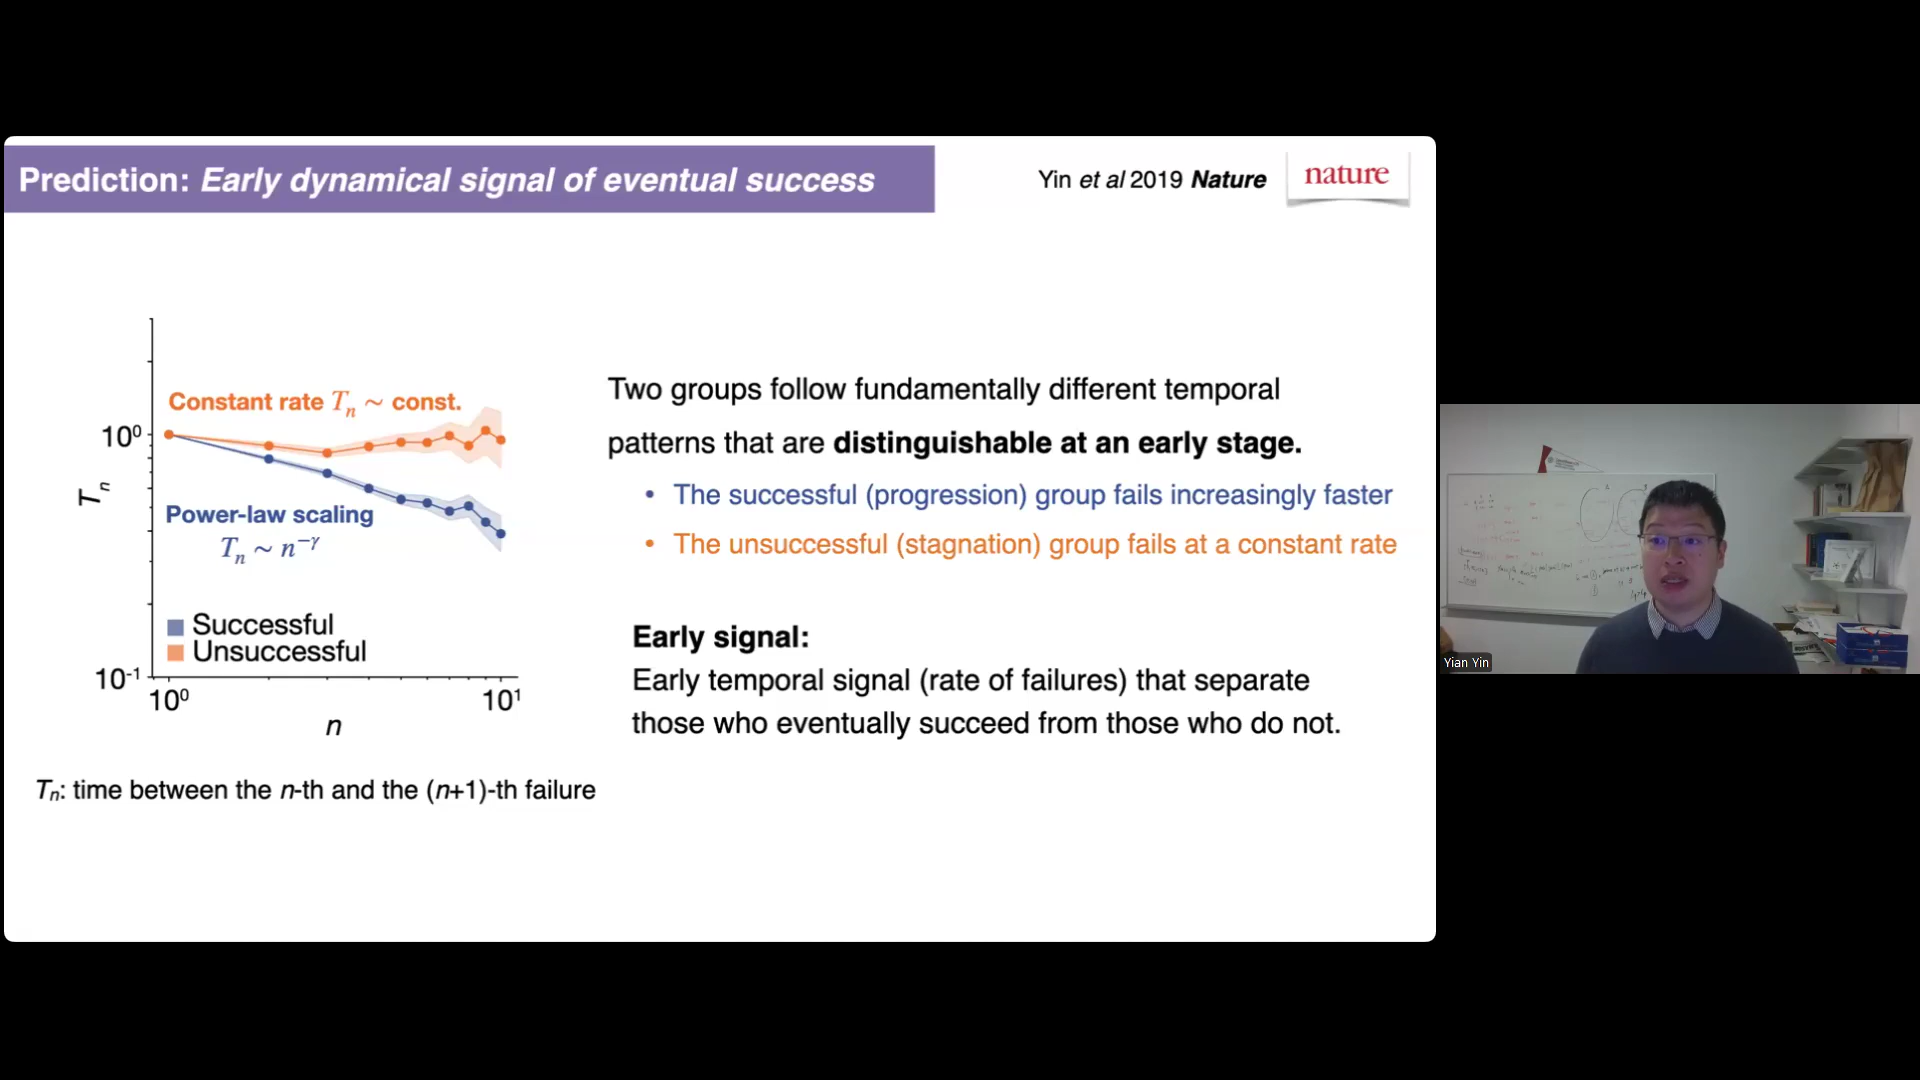 Prediction: Early dynamical signal of eventual success
Yin et al 2019 Nature
nature
Constant rate Tₙ ~ const.
10⁰
Tₙ
Power-law scaling
Tₙ ~ n⁻ᵞ
Successful
Unsuccessful
10⁻¹
10⁰
10¹
n
Tₙ: time between the n-th and the (n+1)-th failure
Two groups follow fundamentally different temporal
patterns that are distinguishable at an early stage.
• The successful (progression) group fails increasingly faster
• The unsuccessful (stagnation) group fails at a constant rate
Early signal:
Early temporal signal (rate of failures) that separate
those who eventually succeed from those who do not.
Yian Yin